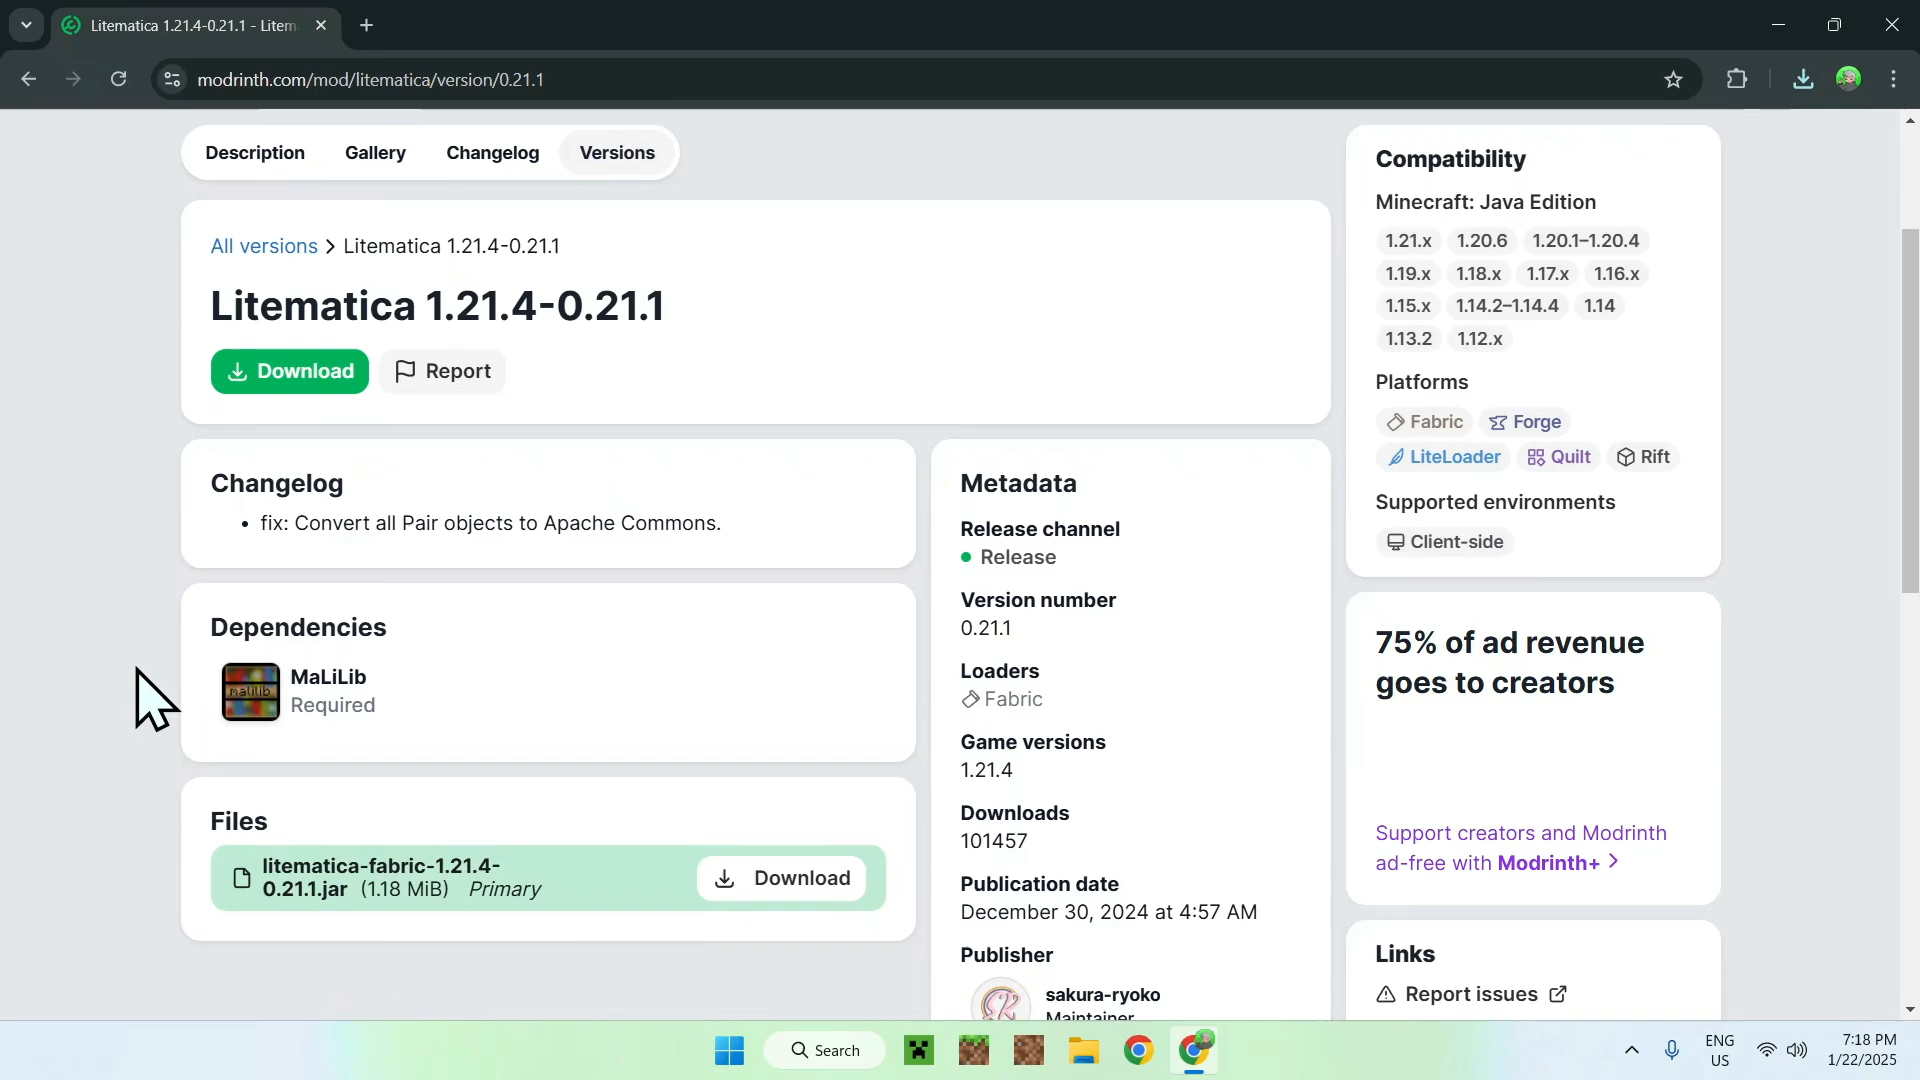 Litematica 1.21.4-0.21.1 - Litem
modrinth.com/mod/litematica/version/0.21.1
Description Gallery Changelog Versions
All versions > Litematica 1.21.4-0.21.1
Litematica 1.21.4-0.21.1
Download Report
Changelog
• fix: Convert all Pair objects to Apache Commons.
Dependencies
malilib
MaLiLib
Required
Files
litematica-fabric-1.21.4-
0.21.1.jar (1.18 MiB) Primary
Download
Metadata
Release channel
Release
Version number
0.21.1
Loaders
Fabric
Game versions
1.21.4
Downloads
101457
Publication date
December 30, 2024 at 4:57 AM
Publisher
sakura-ryoko
Maintainer
Compatibility
Minecraft: Java Edition
1.21.x 1.20.6 1.20.1–1.20.4
1.19.x 1.18.x 1.17.x 1.16.x
1.15.x 1.14.2–1.14.4 1.14
1.13.2 1.12.x
Platforms
Fabric Forge
LiteLoader Quilt Rift
Supported environments
Client-side
75% of ad revenue
goes to creators
Support creators and Modrinth
ad-free with Modrinth+ >
Links
Report issues
Search
ENG
US
7:18 PM
1/22/2025